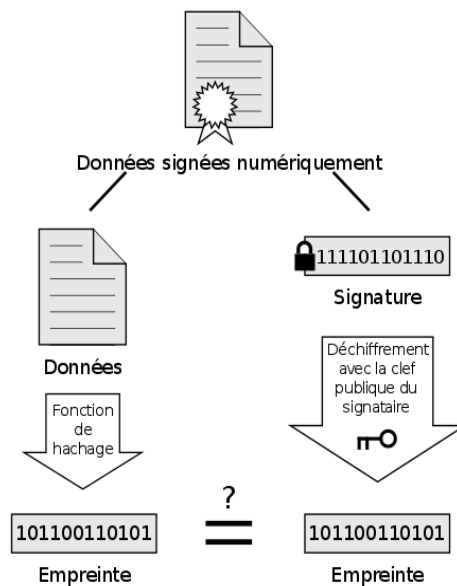 Données signées numériquement
111101101110
Signature
Données
Déchiffrement
avec la clef
publique du
signataire
Fonction
de
hachage
?
101100110101
101100110101
Empreinte
Empreinte